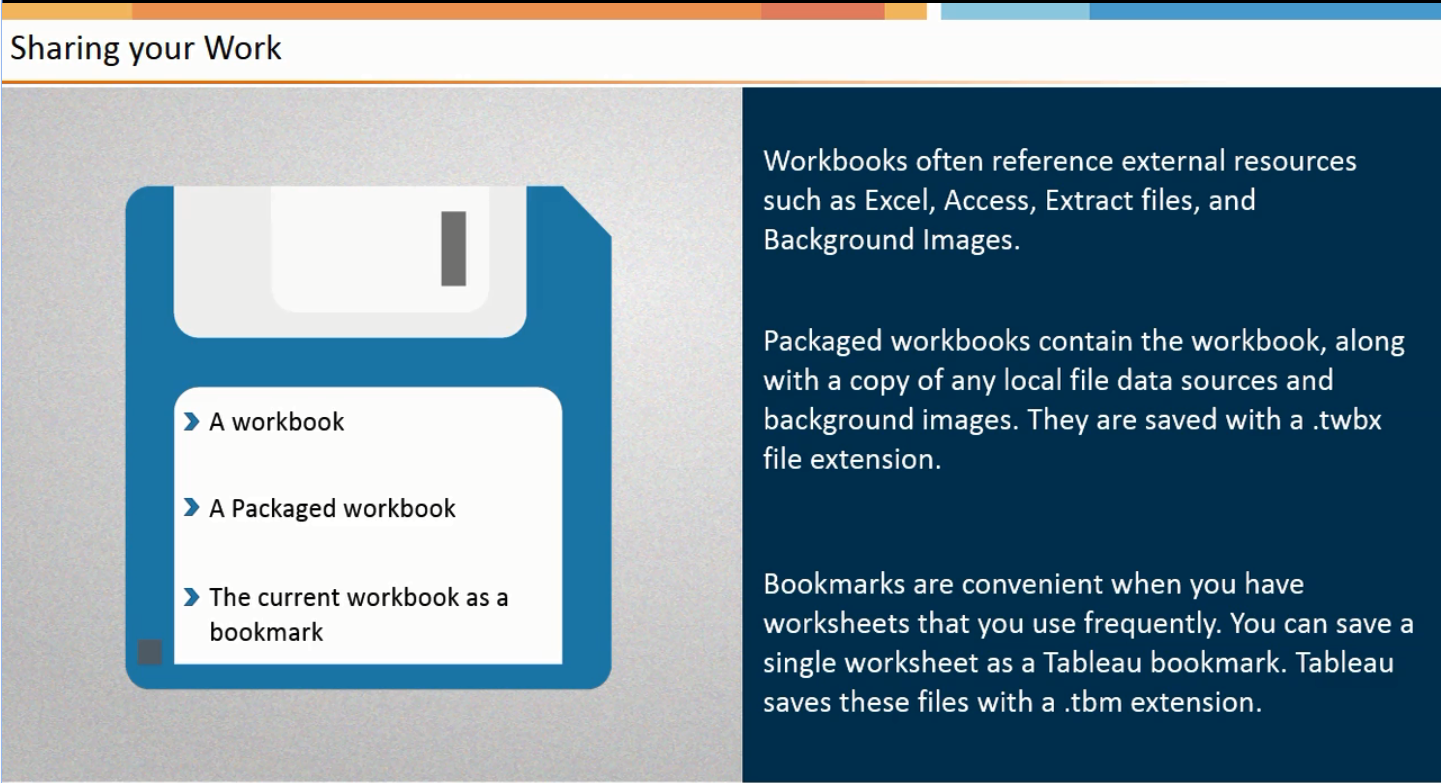 Sharing your Work
A workbook
A Packaged workbook
The current workbook as a
bookmark
Workbooks often reference external resources
such as Excel, Access, Extract files, and
Background Images.
Packaged workbooks contain the workbook, along
with a copy of any local file data sources and
background images. They are saved with a .twbx
file extension.
Bookmarks are convenient when you have
worksheets that you use frequently. You can save a
single worksheet as a Tableau bookmark. Tableau
saves these files with a .tbm extension.